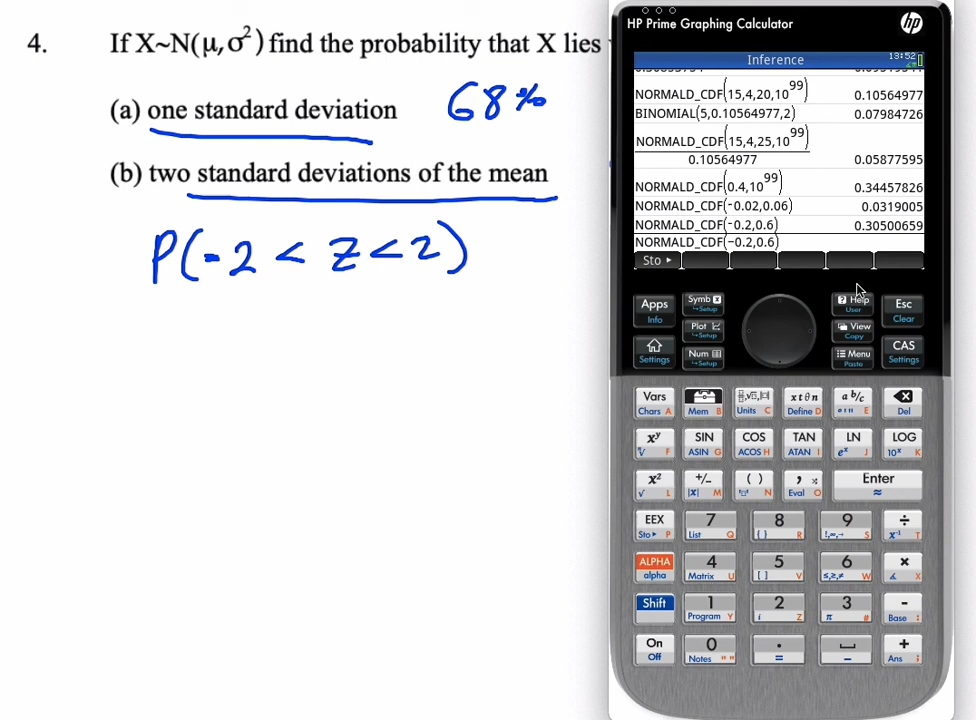 4. If X~N(μ,σ²) find the probability that X lies
(a) one standard deviation 68%
(b) two standard deviations of the mean
P(-2 < Z < 2)
HP Prime Graphing Calculator hp
Inference 13:52
NORMALD_CDF(15,4,20,10^99) 0.10564977
BINOMIAL(5,0.10564977,2) 0.07984726
NORMALD_CDF(15,4,25,10^99)
0.10564977 0.05877595
NORMALD_CDF(0.4,10^99) 0.34457826
NORMALD_CDF(-0.02,0.06) 0.0319005
NORMALD_CDF(-0.2,0.6) 0.30500659
NORMALD_CDF(-0.2,0.6)
Sto ▸
Apps Symb Help Esc
Info Setup User Clear
Plot View
Settings Setup Copy CAS
Num Menu Settings
Setup Paste
Vars x t θ n a b/c
Chars A Mem B Units C Define D E Del
x^y SIN COS TAN LN LOG
F ASIN G ACOS H ATAN I e^x J 10^x K
x² +/- ( ) , Enter
√ L |x| M N Eval O ≈
EEX 7 8 9 ÷
Sto ▸ P List Q { } R !,∞,→ S x⁻¹ T
ALPHA 4 5 6 ×
alpha Matrix U [ ] V ≤,≥,≠ W ∡ X
Shift 1 2 3 -
Program Y i Z π # Base :
On 0 . +
Off Notes " " = Ans ;